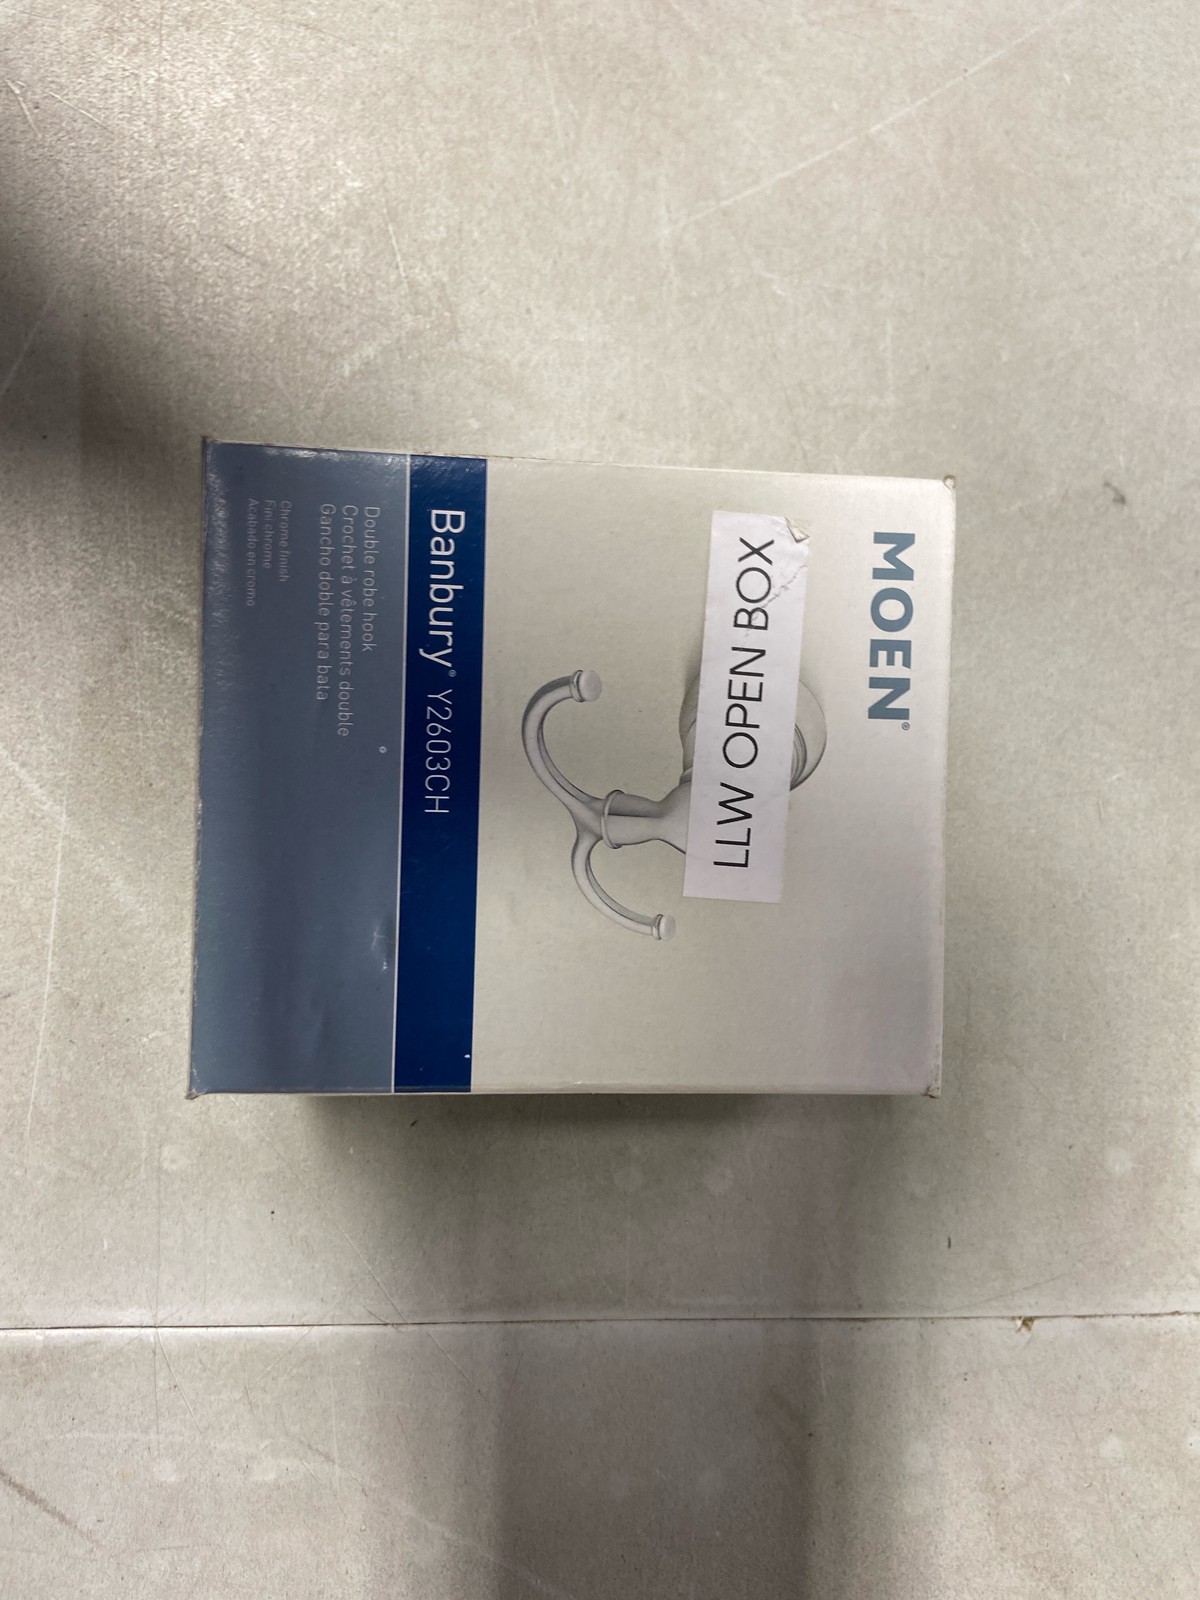 MOEN®
LLW OPEN BOX
Banbury® Y2603CH
Double robe hook
Crochet à vêtements double
Gancho doble para bata
Chrome finish
Fini chrome
Acabado en cromo